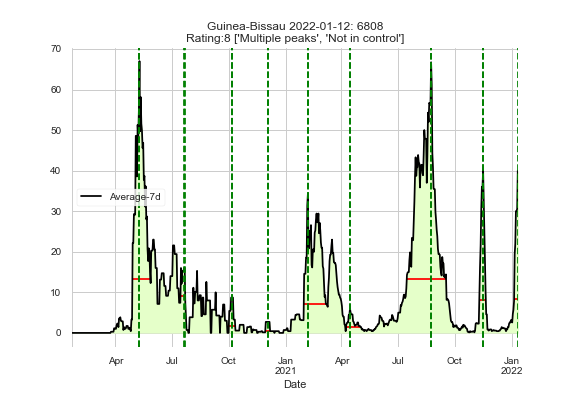 Guinea-Bissau 2022-01-12: 6808
Rating:8 ['Multiple peaks', 'Not in control']
70
60
50
40
30
20
10
0
Average-7d
Apr Jul Oct Jan Apr Jul Oct Jan
2021 2022
Date